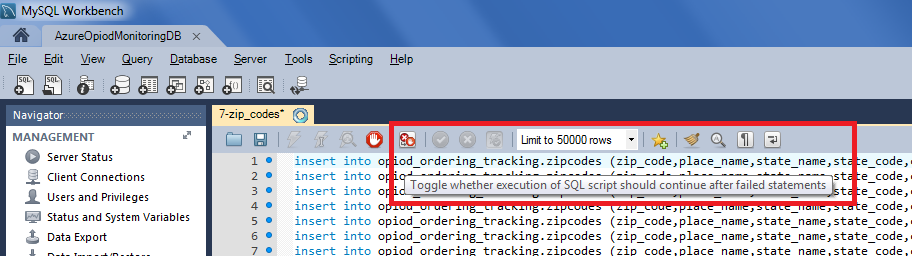 MySQL Workbench
AzureOpiodMonitoringDB
File Edit View Query Database Server Tools Scripting Help
Navigator
7-zip_codes*
MANAGEMENT
Limit to 50000 rows
Server Status
1 insert into opiod_ordering_tracking.zipcodes (zip_code,place_name,state_name,state_code,
Client Connections
2 insert into
Toggle whether execution of SQL script should continue after failed statements
Users and Privileges
3 insert into opiod_ordering_tracking.zipcodes (zip_code,place_name,state_name,state_code,
4 insert into opiod_ordering_tracking.zipcodes (zip_code,place_name,state_name,state_code,
Status and System Variables
5 insert into opiod_ordering_tracking.zipcodes (zip_code,place_name,state_name,state_code,
Data Export
6 insert into opiod_ordering_tracking.zipcodes (zip_code,place_name,state_name,state_code,
7 insert into opiod_ordering_tracking.zipcodes (zip_code,place_name,state_name,state_code,
Data Import/Restore